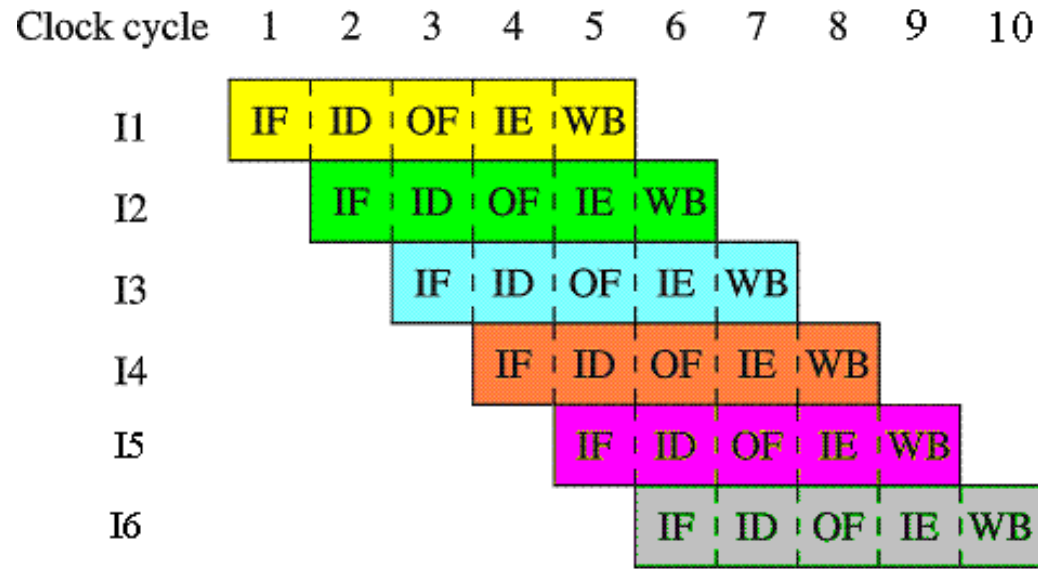 Clock cycle 1 2 3 4 5 6 7 8 9 10
I1 IF ID OF IE WB
I2 IF ID OF IE WB
I3 IF ID OF IE WB
I4 IF ID OF IE WB
I5 IF ID OF IE WB
I6 IF ID OF IE WB